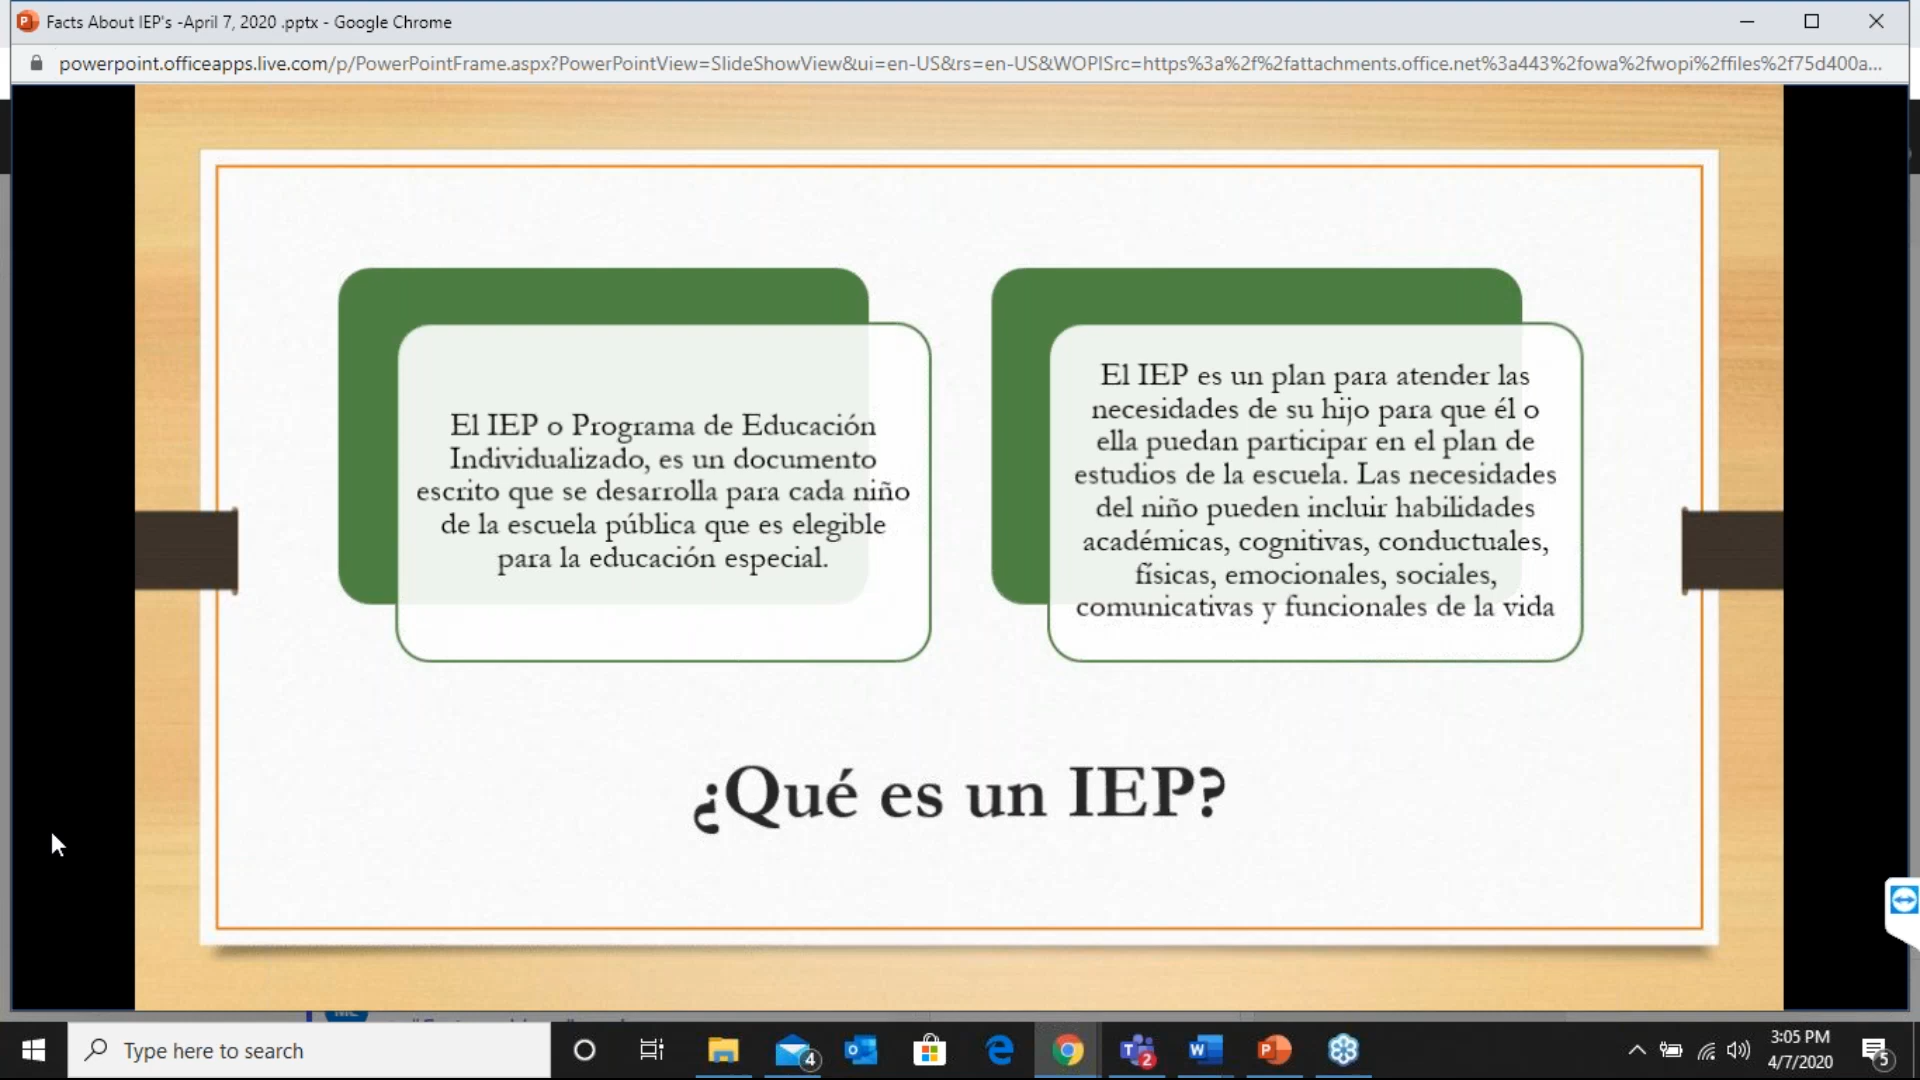 Facts About IEP's -April 7, 2020 .pptx - Google Chrome
powerpoint.officeapps.live.com/p/PowerPointFrame.aspx?PowerPointView=SlideShowView&ui=en-US&rs=en-US&WOPISrc=https%3a%2f%2fattachments.office.net%3a443%2fowa%2fwopi%2ffiles%2f75d400a...
El IEP o Programa de Educación
Individualizado, es un documento
escrito que se desarrolla para cada niño
de la escuela pública que es elegible
para la educación especial.
El IEP es un plan para atender las
necesidades de su hijo para que él o
ella puedan participar en el plan de
estudios de la escuela. Las necesidades
del niño pueden incluir habilidades
académicas, cognitivas, conductuales,
físicas, emocionales, sociales,
comunicativas y funcionales de la vida
¿Qué es un IEP?
Type here to search
4
2
3:05 PM
4/7/2020
5